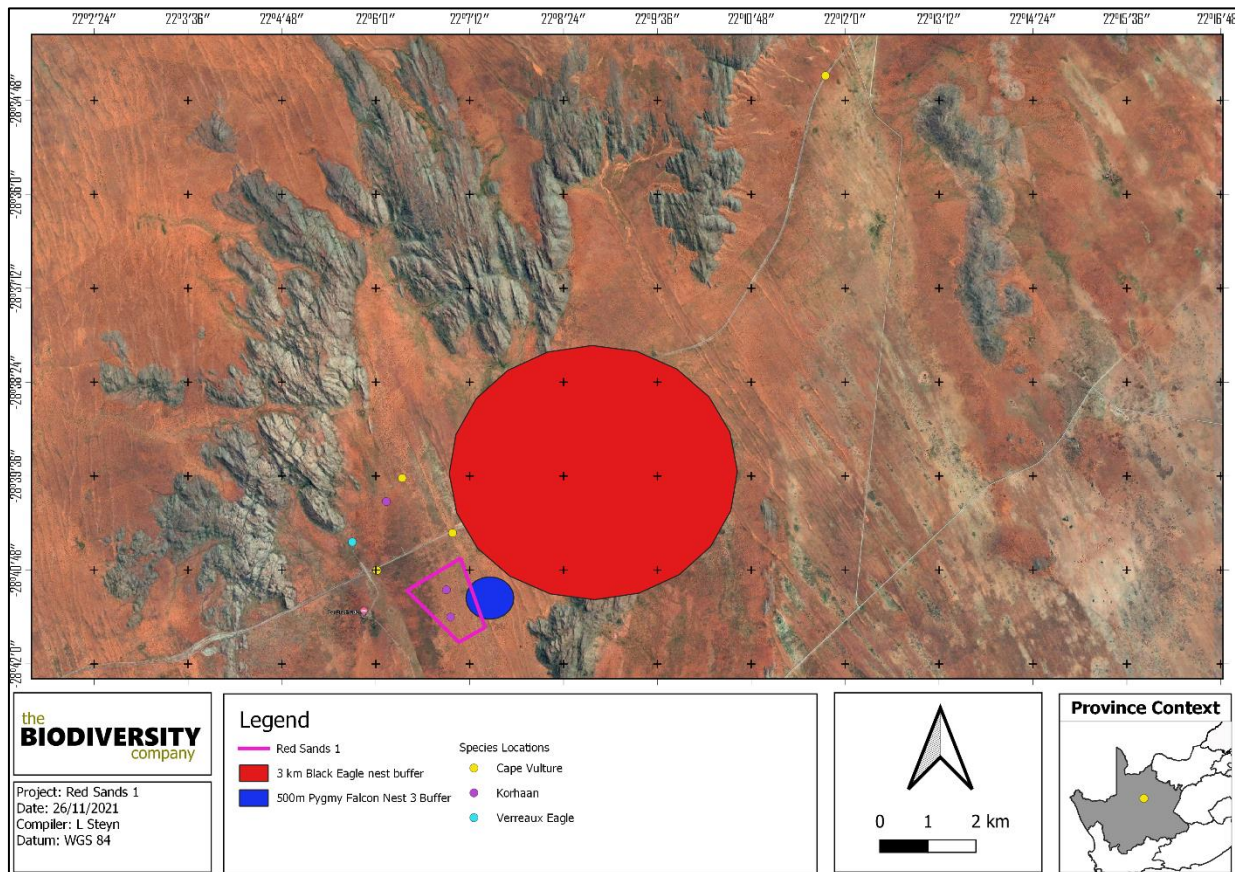 22°2'24" 22°3'36" 22°4'48" 22°6'0" 22°7'12" 22°8'24" 22°9'36" 22°10'48" 22°12'0" 22°13'12" 22°14'24" 22°15'36" 22°16'48"
-28°34'48"
-28°36'0"
-28°37'12"
-28°38'24"
-28°39'36"
-28°40'48"
-28°42'0"
the
BIODIVERSITY
company
Project: Red Sands 1
Date: 26/11/2021
Compiler: L Steyn
Datum: WGS 84
Legend
Red Sands 1
3 km Black Eagle nest buffer
500m Pygmy Falcon Nest 3 Buffer
Species Locations
Cape Vulture
Korhaan
Verreaux Eagle
0 1 2 km
Province Context